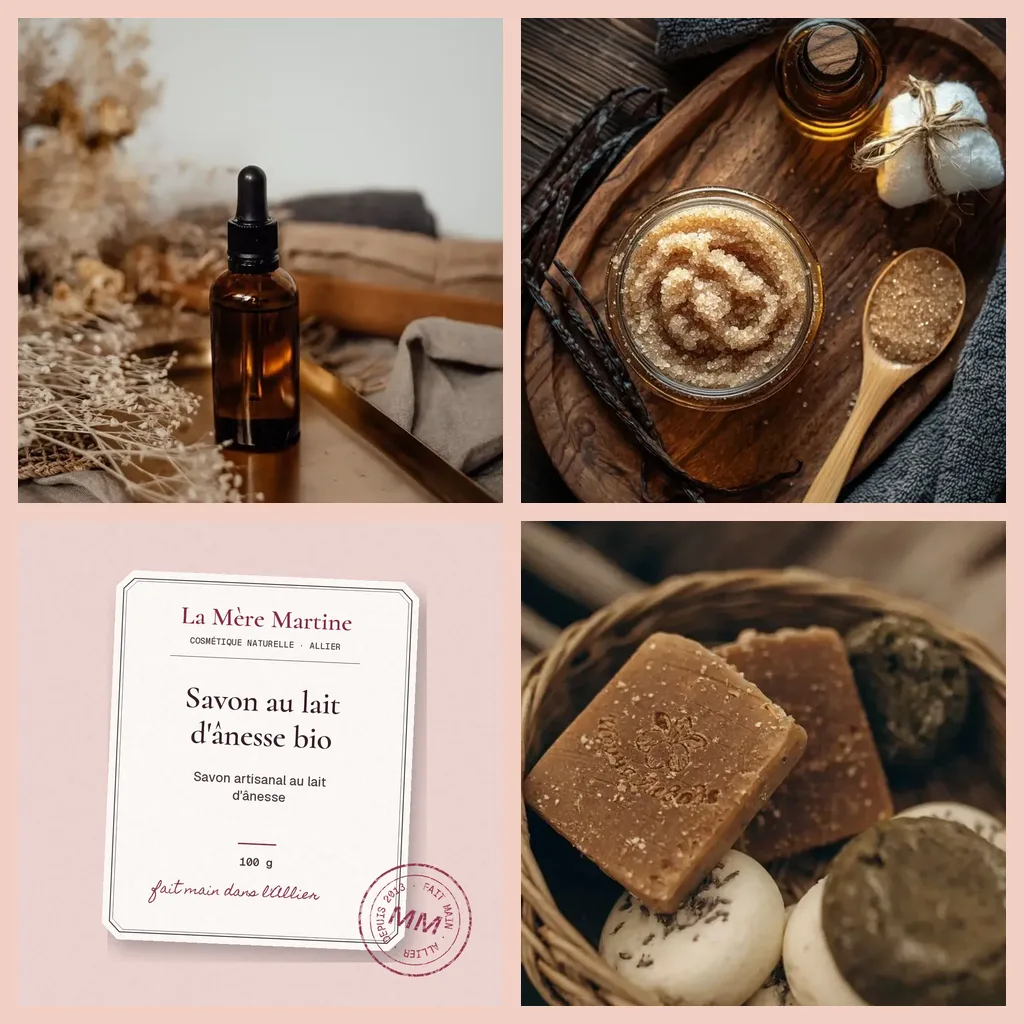 La Mère Martine
COSMÉTIQUE NATURELLE · ALLIER
Savon au lait
d'ânesse bio
Savon artisanal au lait
d'ânesse
100 g
fait main dans l'Allier
DEPUIS 2013 · FAIT MAIN · ALLIER ·
MM